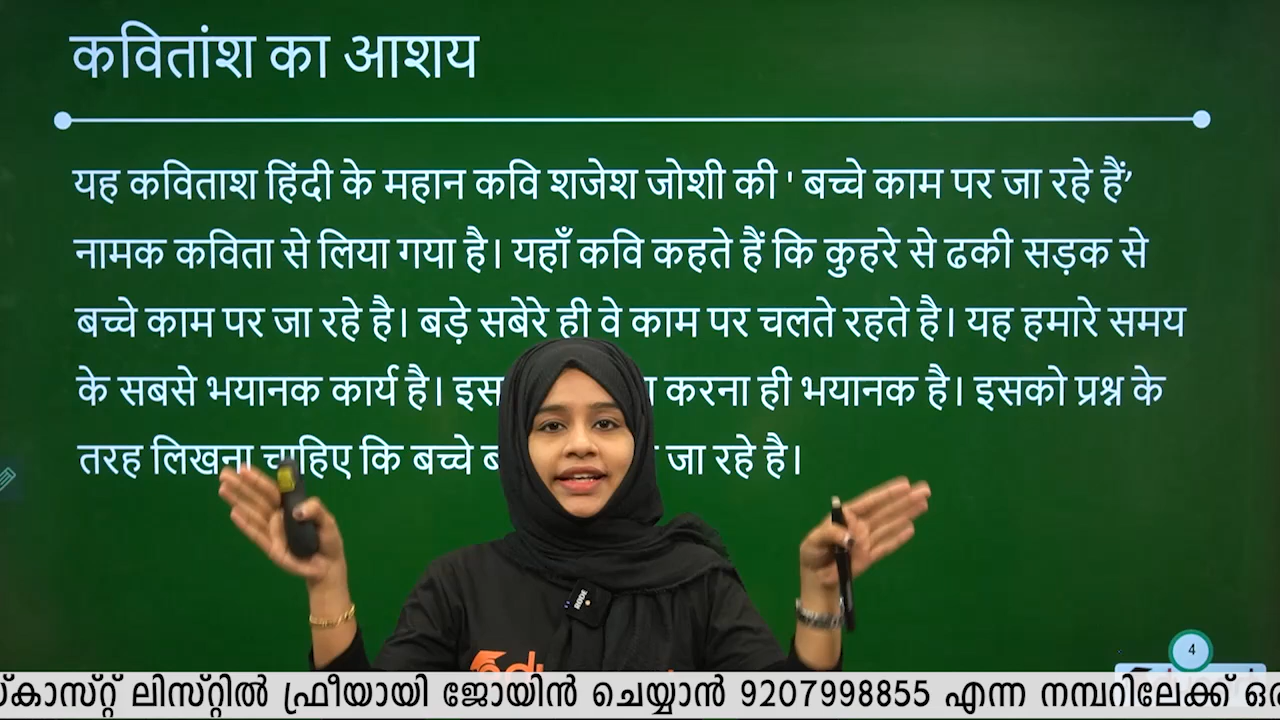 कवितांश का आशय
यह कविताश हिंदी के महान कवि शजेश जोशी की ' बच्चे काम पर जा रहे हैं’
नामक कविता से लिया गया है। यहाँ कवि कहते हैं कि कुहरे से ढकी सड़क से
बच्चे काम पर जा रहे है। बड़े सबेरे ही वे काम पर चलते रहते है। यह हमारे समय
के सबसे भयानक कार्य है। करना ही भयानक है। इसको प्रश्न के
तरह लिखना चाहिए कि बच्चे जा रहे है।
RODE
4
ലിസ്റ്റിൽ ഫ്രീയായി ജോയിൻ ചെയ്യാൻ 9207998855 എന്ന നമ്പറിലേക്ക്